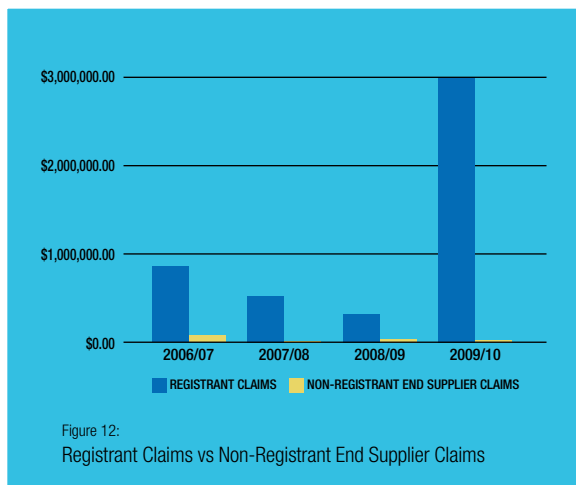 $3,000,000.00
$2,000,000.00
$1,000,000.00
$0.00
2006/07 2007/08 2008/09 2009/10
REGISTRANT CLAIMS NON-REGISTRANT END SUPPLIER CLAIMS
Figure 12:
Registrant Claims vs Non-Registrant End Supplier Claims